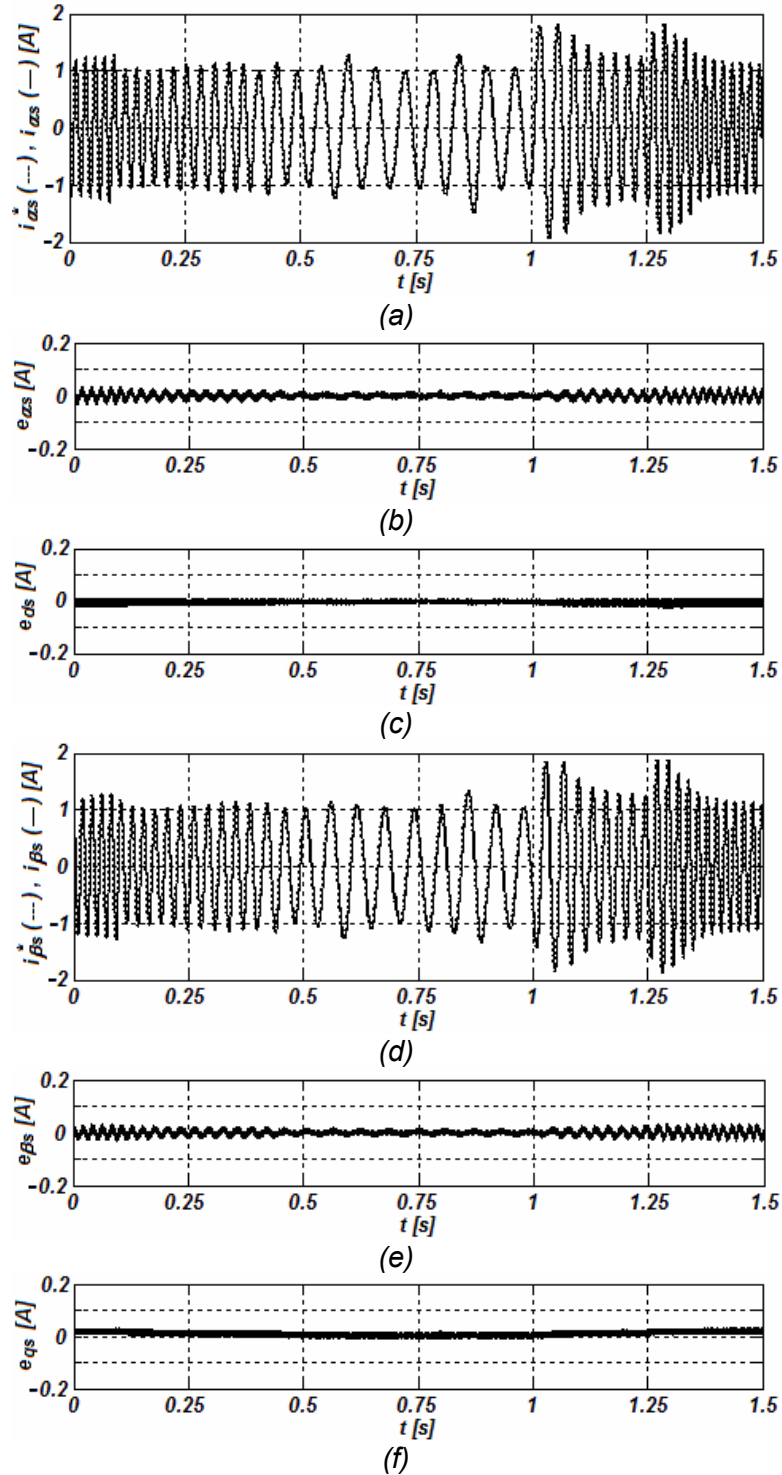 i*αs (---) , iαs (—) [A]
2
1
0
−1
−2
0 0.25 0.5 0.75 1 1.25 1.5
t [s]
(a)
eαs [A]
0.2
0
−0.2
0 0.25 0.5 0.75 1 1.25 1.5
t [s]
(b)
eds [A]
0.2
0
−0.2
0 0.25 0.5 0.75 1 1.25 1.5
t [s]
(c)
i*βs (---) , iβs (—) [A]
2
1
0
−1
−2
0 0.25 0.5 0.75 1 1.25 1.5
t [s]
(d)
eβs [A]
0.2
0
−0.2
0 0.25 0.5 0.75 1 1.25 1.5
t [s]
(e)
eqs [A]
0.2
0
−0.2
0 0.25 0.5 0.75 1 1.25 1.5
t [s]
(f)